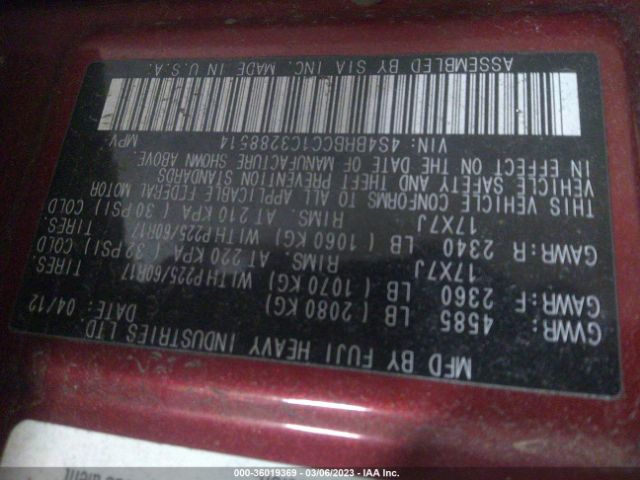 MFD BY FUJI HEAVY INDUSTRIES LTD.
GVWR: 4585 LB ( 2080 KG) DATE: 04/12
GAWR:F 2360 LB ( 1070 KG) WITH P225/60R17 TIRES.
17X7J RIMS. AT 220 KPA ( 32 PSI) COLD
GAWR:R 2340 LB ( 1060 KG) WITH P225/60R17 TIRES.
17X7J RIMS. AT 210 KPA ( 30 PSI) COLD
THIS VEHICLE CONFORMS TO ALL APPLICABLE FEDERAL MOTOR
VEHICLE SAFETY AND THEFT PREVENTION STANDARDS
IN EFFECT ON THE DATE OF MANUFACTURE SHOWN ABOVE.
VIN: 4S4BRBCC1C3288514 MPV
ASSEMBLED BY SIA INC. MADE IN U.S.A.
000-36019369 | 03/06/2023 - IAA Inc.